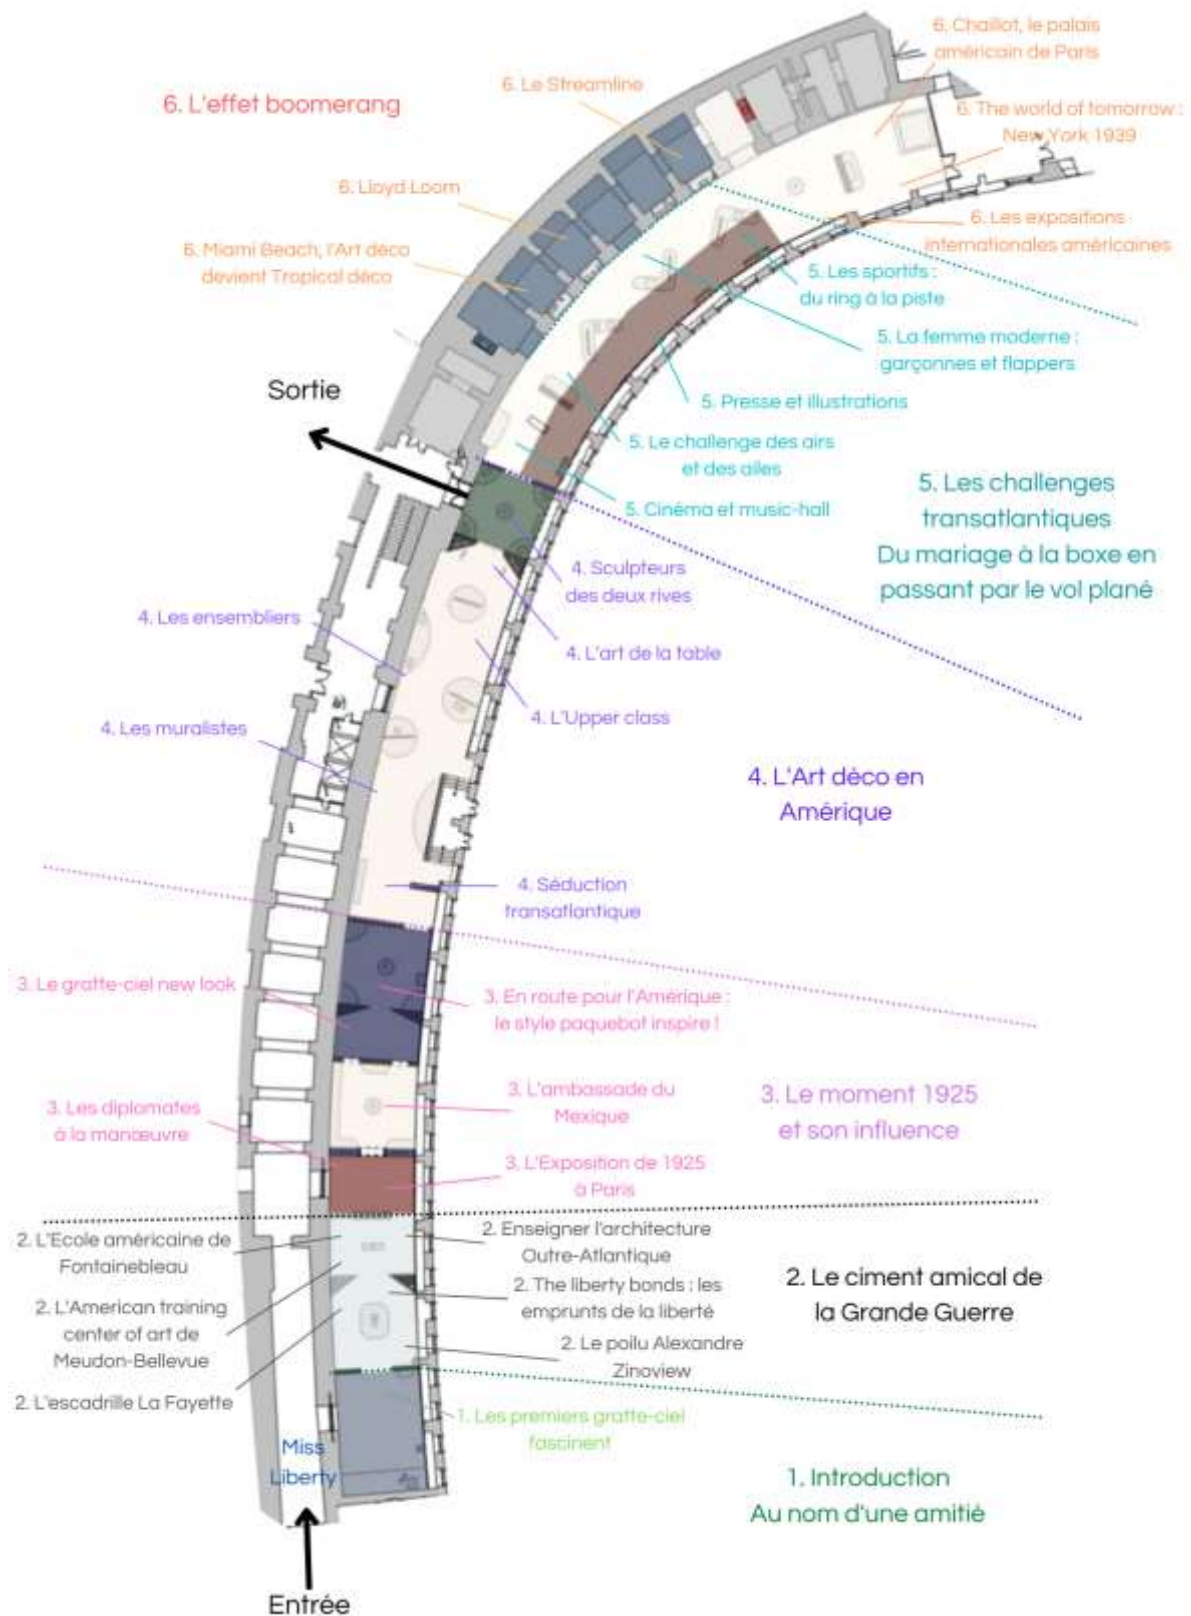 6. Chaillot, le palais
américain de Paris
6. Le Streamline
6. L'effet boomerang
6. The world of tomorrow :
New York 1939
6. Lloyd Loom
6. Les expositions
internationales américaines
6. Miami Beach, l'Art déco
devient Tropical déco
5. Les sportifs :
du ring à la piste
5. La femme moderne :
garçonnes et flappers
Sortie
5. Presse et illustrations
5. Le challenge des airs
et des ailes
5. Cinéma et music-hall
5. Les challenges
transatlantiques
Du mariage à la boxe en
passant par le vol plané
4. Sculpteurs
des deux rives
4. Les ensembliers
4. L'art de la table
4. L'Upper class
4. Les muralistes
4. L'Art déco en
Amérique
4. Séduction
transatlantique
3. Le gratte-ciel new look
3. En route pour l'Amérique :
le style paquebot inspire !
3. L'ambassade du
Mexique
3. Le moment 1925
et son influence
3. Les diplomates
à la manœuvre
3. L'Exposition de 1925
à Paris
2. L'Ecole américaine de
Fontainebleau
2. Enseigner l'architecture
Outre-Atlantique
2. The liberty bonds : les
emprunts de la liberté
2. Le ciment amical de
la Grande Guerre
2. L'American training
center of art de
Meudon-Bellevue
2. Le poilu Alexandre
Zinoview
2. L'escadrille La Fayette
1. Les premiers gratte-ciel
fascinent
Miss
Liberty
1. Introduction
Au nom d'une amitié
Entrée